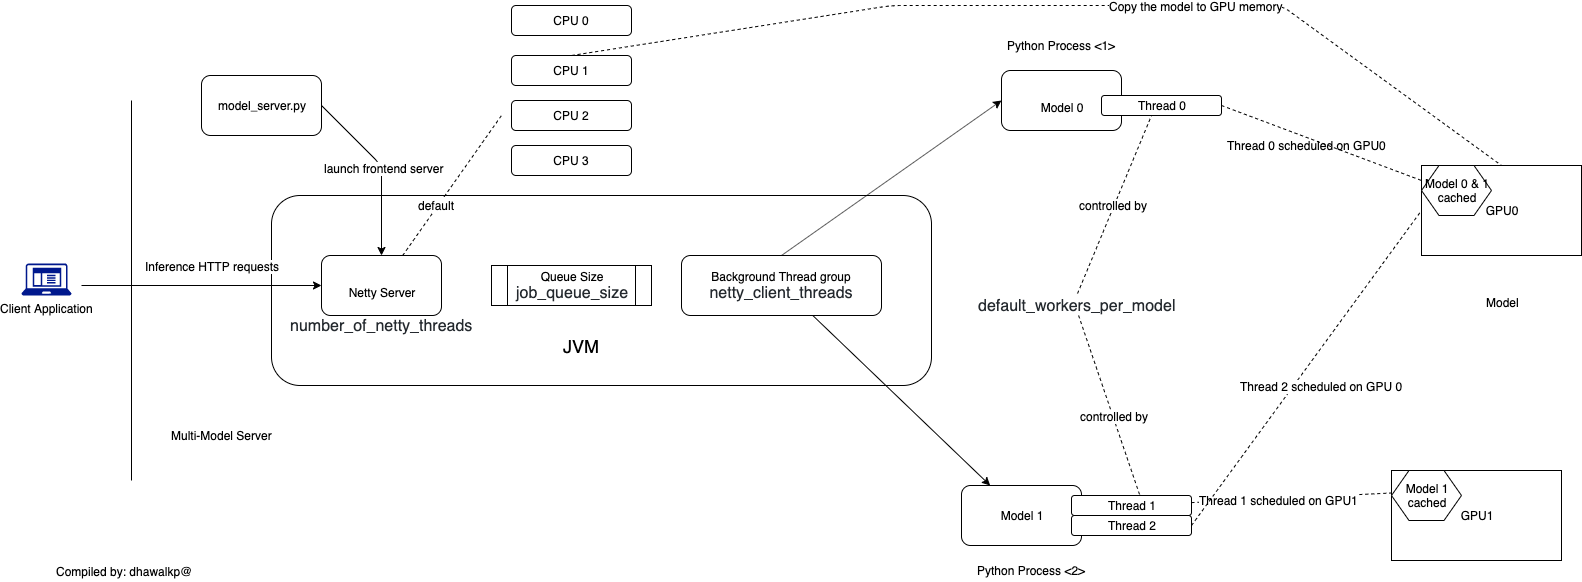 CPU 0
Copy the model to GPU memory
Python Process <1>
CPU 1
model_server.py
Model 0
Thread 0
CPU 2
Thread 0 scheduled on GPU0
CPU 3
launch frontend server
Model 0 & 1
cached
GPU0
default
controlled by
Inference HTTP requests
Client Application
Netty Server
number_of_netty_threads
Queue Size
job_queue_size
Background Thread group
netty_client_threads
default_workers_per_model
Model
JVM
Thread 2 scheduled on GPU 0
controlled by
Multi-Model Server
Model 1
Thread 1
Thread 2
Thread 1 scheduled on GPU1
Model 1
cached
GPU1
Python Process <2>
Compiled by: dhawalkp@